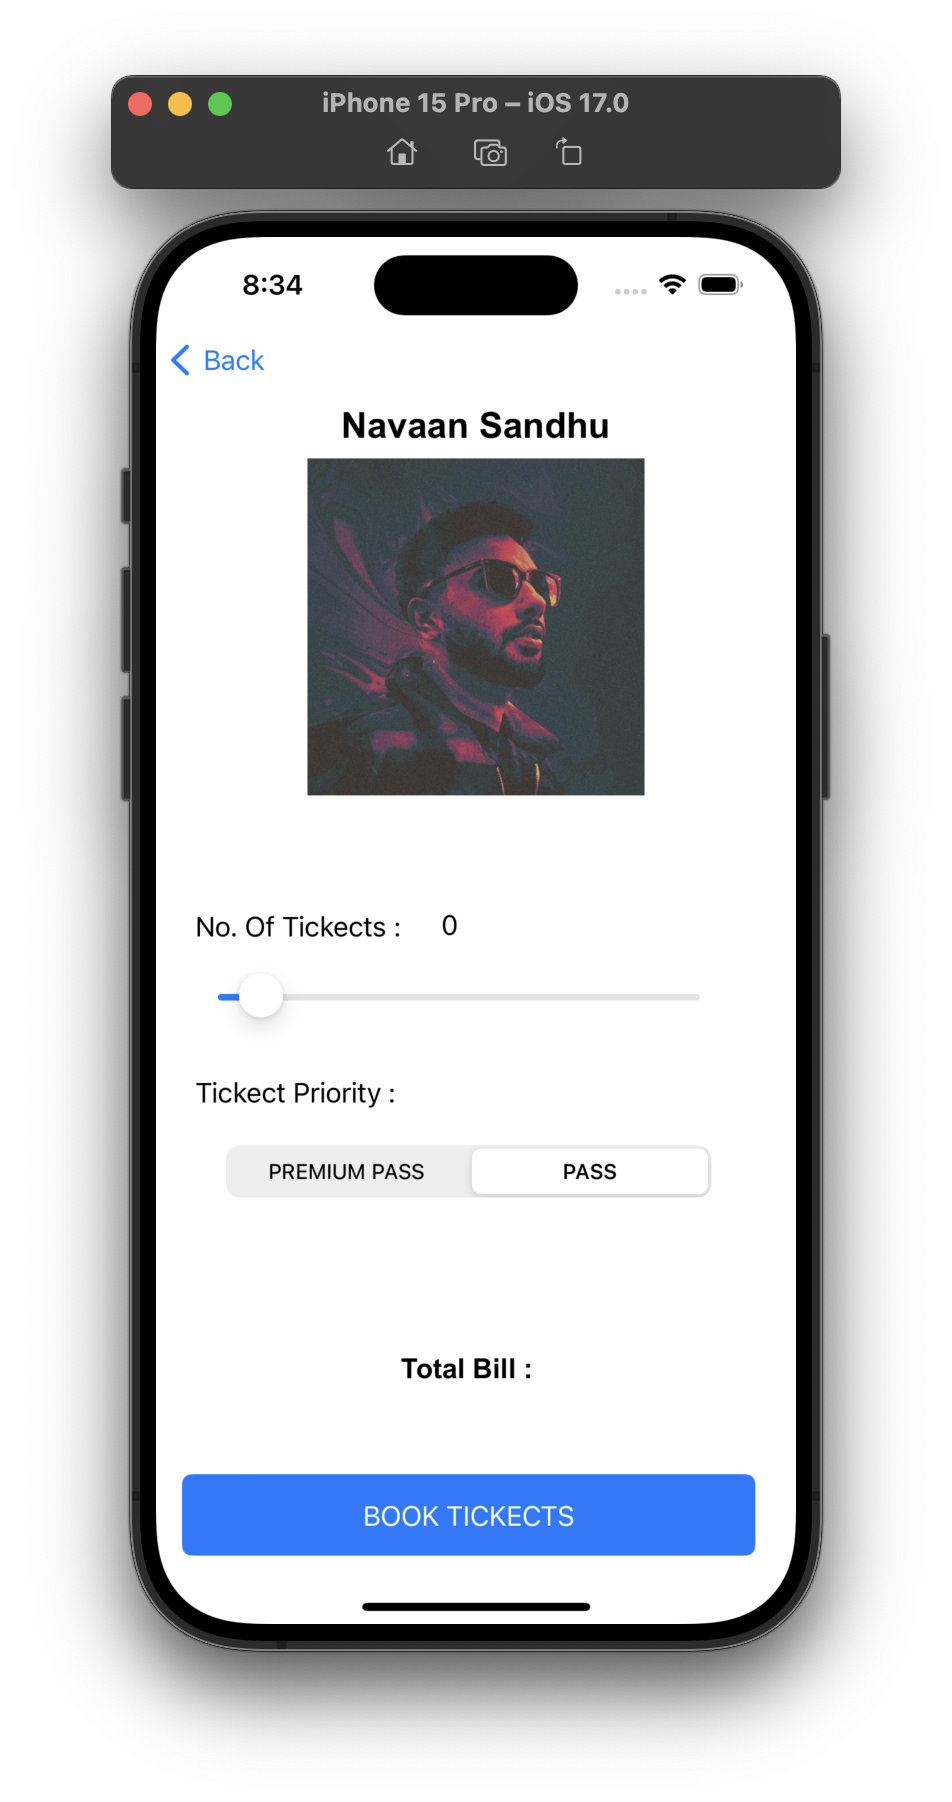 iPhone 15 Pro – iOS 17.0
8:34
Back
Navaan Sandhu
No. Of Tickects : 0
Tickect Priority :
PREMIUM PASS PASS
Total Bill :
BOOK TICKECTS